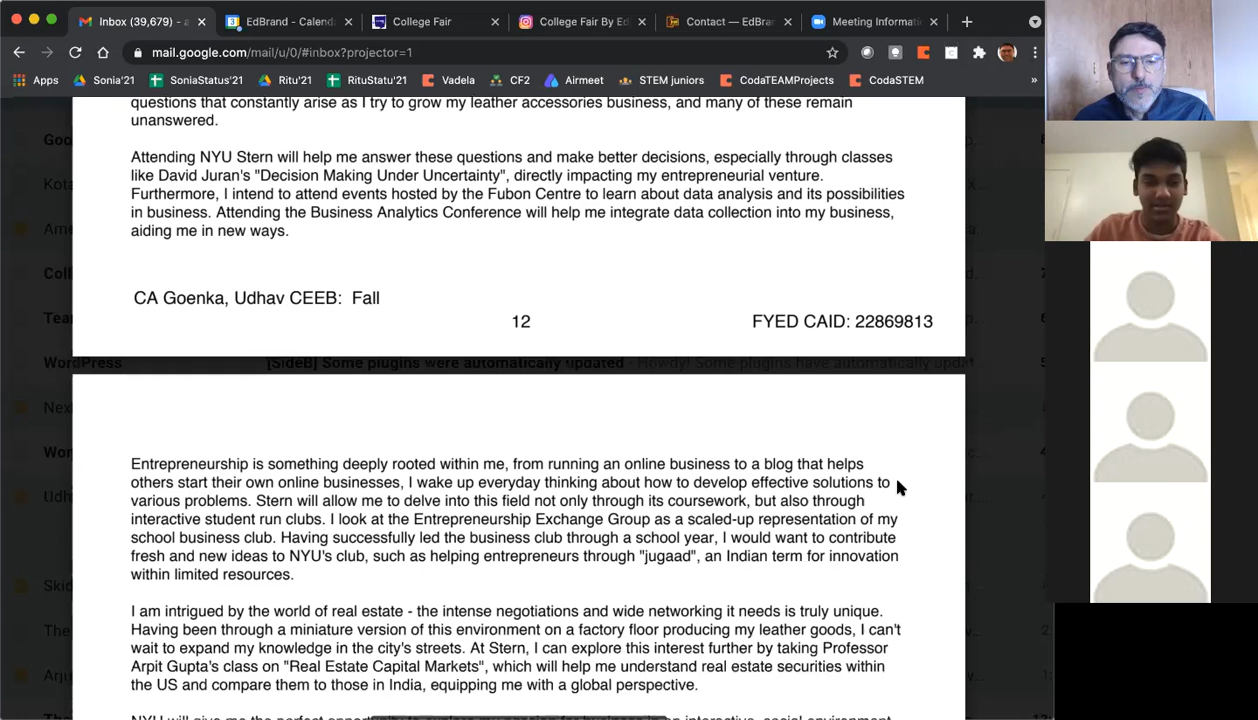 Inbox (39,679) - a
EdBrand - Calend
College Fair
College Fair By Ed
Contact — EdBra
Meeting Informati
mail.google.com/mail/u/0/#inbox?projector=1
Apps
Sonia'21
SoniaStatus'21
Ritu'21
RituStatu'21
Vadela
CF2
Airmeet
STEM juniors
CodaTEAMProjects
CodaSTEM
»
questions that constantly arise as I try to grow my leather accessories business, and many of these remain
unanswered.
Attending NYU Stern will help me answer these questions and make better decisions, especially through classes
like David Juran's "Decision Making Under Uncertainty", directly impacting my entrepreneurial venture.
Furthermore, I intend to attend events hosted by the Fubon Centre to learn about data analysis and its possibilities
in business. Attending the Business Analytics Conference will help me integrate data collection into my business,
aiding me in new ways.
CA Goenka, Udhav CEEB: Fall
12
FYED CAID: 22869813
WordPress
[SideB] Some plugins were automatically updated - Howdy! Some plugins have automatically updat
Entrepreneurship is something deeply rooted within me, from running an online business to a blog that helps
others start their own online businesses, I wake up everyday thinking about how to develop effective solutions to
various problems. Stern will allow me to delve into this field not only through its coursework, but also through
interactive student run clubs. I look at the Entrepreneurship Exchange Group as a scaled-up representation of my
school business club. Having successfully led the business club through a school year, I would want to contribute
fresh and new ideas to NYU's club, such as helping entrepreneurs through "jugaad", an Indian term for innovation
within limited resources.
I am intrigued by the world of real estate - the intense negotiations and wide networking it needs is truly unique.
Having been through a miniature version of this environment on a factory floor producing my leather goods, I can't
wait to expand my knowledge in the city's streets. At Stern, I can explore this interest further by taking Professor
Arpit Gupta's class on "Real Estate Capital Markets", which will help me understand real estate securities within
the US and compare them to those in India, equipping me with a global perspective.